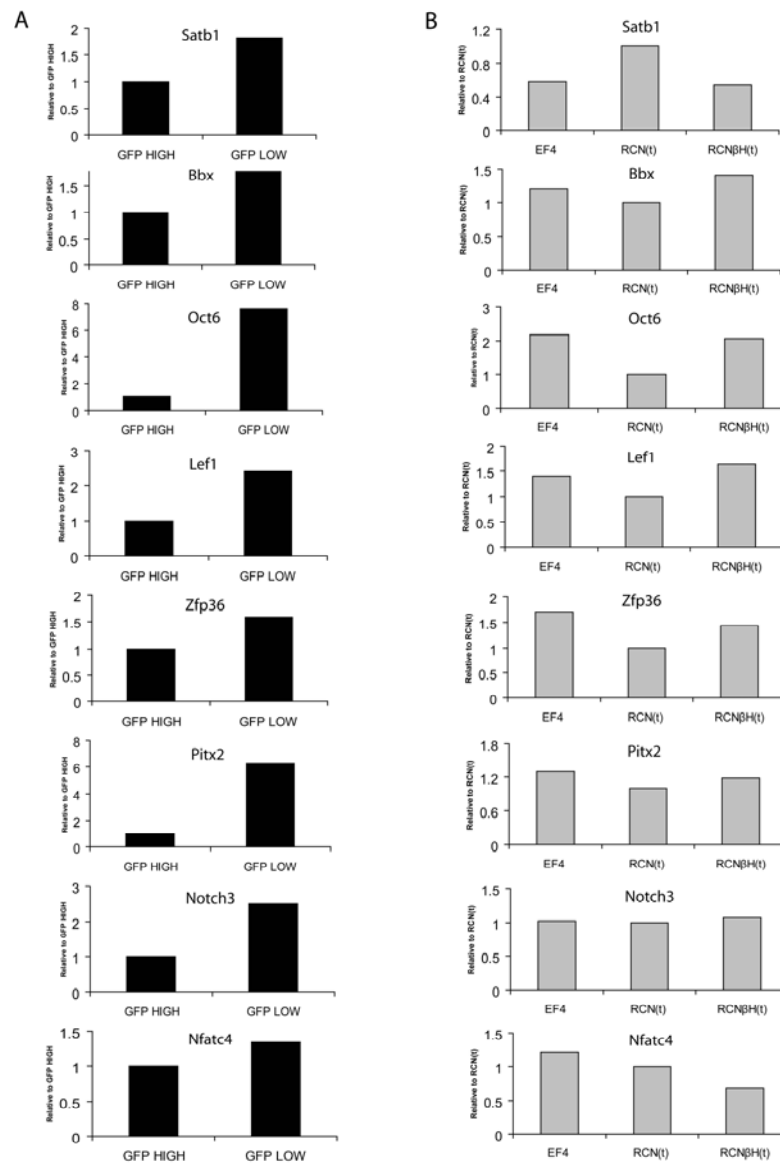 A
Satb1
Relative to GFP HIGH
2
1.5
1
0.5
0
GFP HIGH GFP LOW
Bbx
Relative to GFP HIGH
1.5
1
0.5
0
GFP HIGH GFP LOW
Oct6
Relative to GFP HIGH
8
6
4
2
0
GFP HIGH GFP LOW
Lef1
Relative to GFP HIGH
3
2
1
0
GFP HIGH GFP LOW
Zfp36
Relative to GFP HIGH
2
1.5
1
0.5
0
GFP HIGH GFP LOW
Pitx2
Relative to GFP HIGH
8
6
4
2
0
GFP HIGH GFP LOW
Notch3
Relative to GFP HIGH
3
2
1
0
GFP HIGH GFP LOW
Nfatc4
Relative to GFP HIGH
1.5
1
0.5
0
GFP HIGH GFP LOW
B
Satb1
Relative to RCN(t)
1.2
0.8
0.4
0
EF4 RCN(t) RCNβH(t)
Bbx
Relative to RCN(t)
1.5
1
0.5
0
EF4 RCN(t) RCNβH(t)
Oct6
Relative to RCN(t)
3
2
1
0
EF4 RCN(t) RCNβH(t)
Lef1
Relative to RCN(t)
2
1.5
1
0.5
0
EF4 RCN(t) RCNβH(t)
Zfp36
Relative to RCN(t)
2
1.5
1
0.5
0
EF4 RCN(t) RCNβH(t)
Pitx2
Relative to RCN(t)
1.8
1.2
0.6
0
EF4 RCN(t) RCNβH(t)
Notch3
Relative to RCN(t)
1.5
1
0.5
0
EF4 RCN(t) RCNβH(t)
Nfatc4
Relative to RCN(t)
1.5
1
0.5
0
EF4 RCN(t) RCNβH(t)